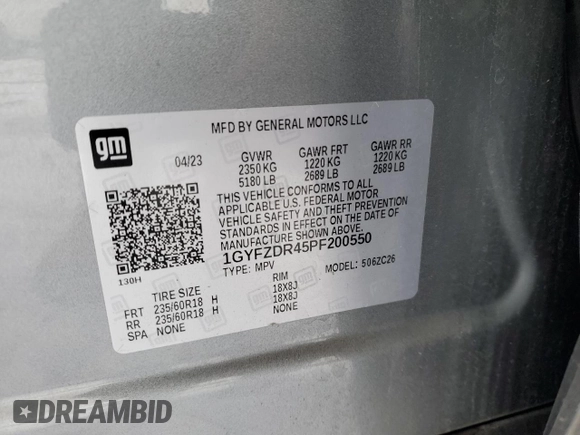 gm
MFD BY GENERAL MOTORS LLC
04/23 GVWR GAWR FRT GAWR RR
2350 KG 1220 KG 1220 KG
5180 LB 2689 LB 2689 LB
THIS VEHICLE CONFORMS TO ALL
APPLICABLE U.S. FEDERAL MOTOR
VEHICLE SAFETY AND THEFT PREVENTION
STANDARDS IN EFFECT ON THE DATE OF
MANUFACTURE SHOWN ABOVE.
1GYFZDR45PF200550
130H
TYPE: MPV MODEL: 506ZC26
TIRE SIZE RIM
FRT 235/60R18 H 18X8J
RR 235/60R18 H 18X8J
SPA NONE NONE
DREAMBID